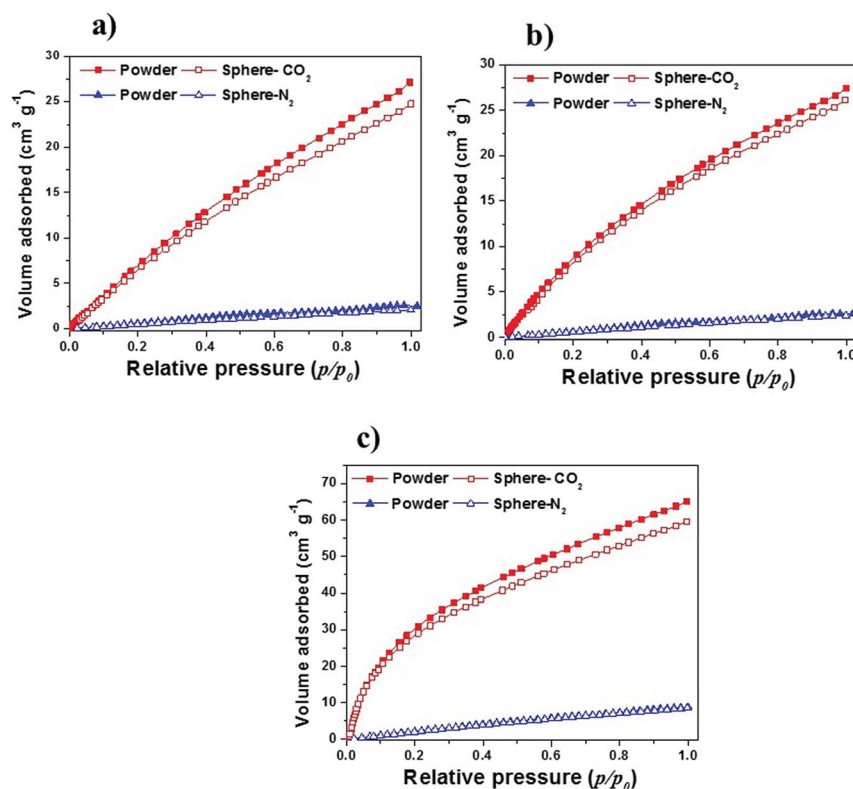 a)
30
25
20
15
10
5
0
0.0 0.2 0.4 0.6 0.8 1.0
Volume adsorbed (cm³ g⁻¹)
Relative pressure (p/p₀)
Powder Sphere- CO₂
Powder Sphere-N₂
b)
30
25
20
15
10
5
0
0.0 0.2 0.4 0.6 0.8 1.0
Volume adsorbed (cm³ g⁻¹)
Relative pressure (p/p₀)
Powder Sphere-CO₂
Powder Sphere-N₂
c)
70
60
50
40
30
20
10
0
0.0 0.2 0.4 0.6 0.8 1.0
Volume adsorbed (cm³ g⁻¹)
Relative pressure (p/p₀)
Powder Sphere- CO₂
Powder Sphere-N₂